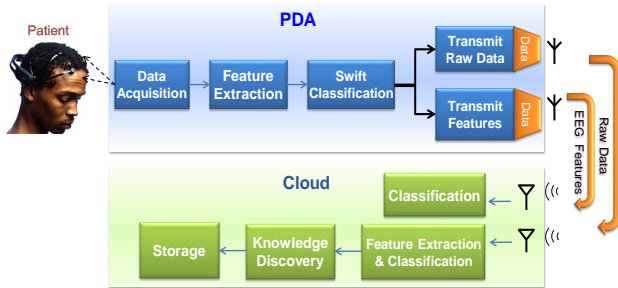 PDA
Patient
Data
Acquisition
Feature
Extraction
Swift
Classification
Transmit
Raw Data
Data
Transmit
Features
Data
Raw Data
EEG Features
Cloud
Classification
Storage
Knowledge
Discovery
Feature Extraction
& Classification